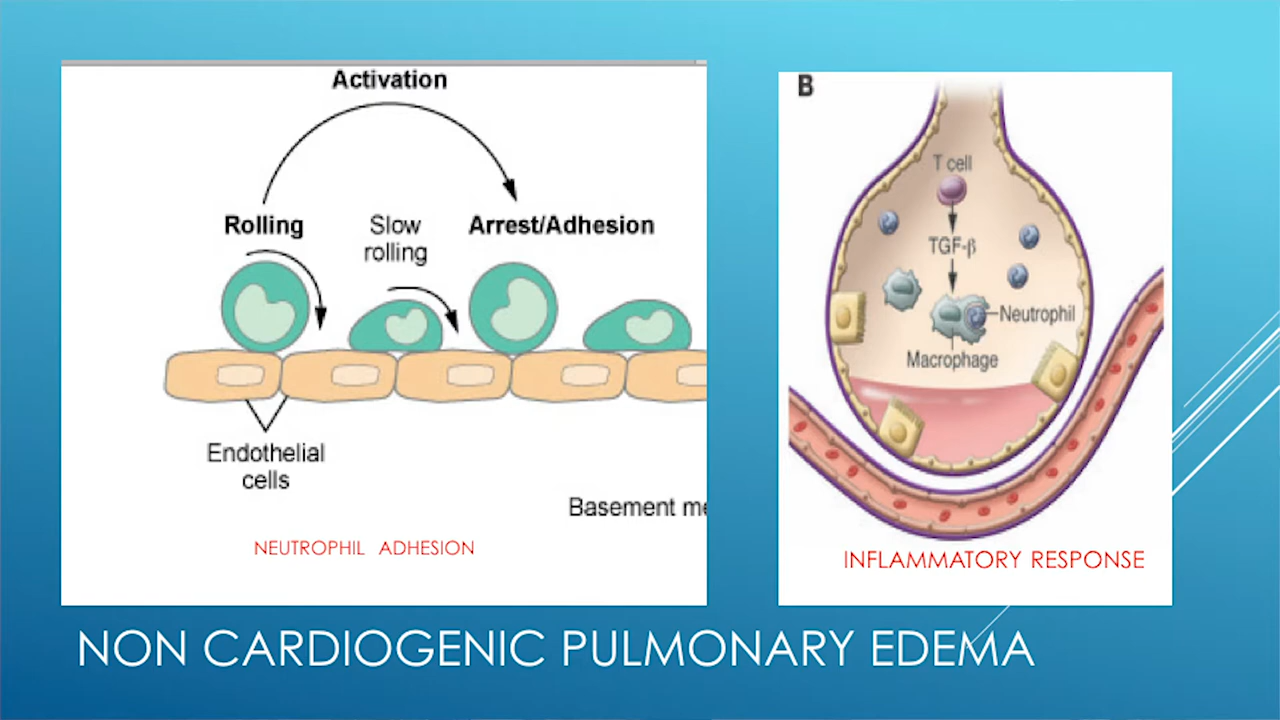 Activation
Rolling
Slow
rolling
Arrest/Adhesion
Endothelial
cells
Basement me
NEUTROPHIL ADHESION
B
T cell
TGF-β
Neutrophil
Macrophage
INFLAMMATORY RESPONSE
NON CARDIOGENIC PULMONARY EDEMA